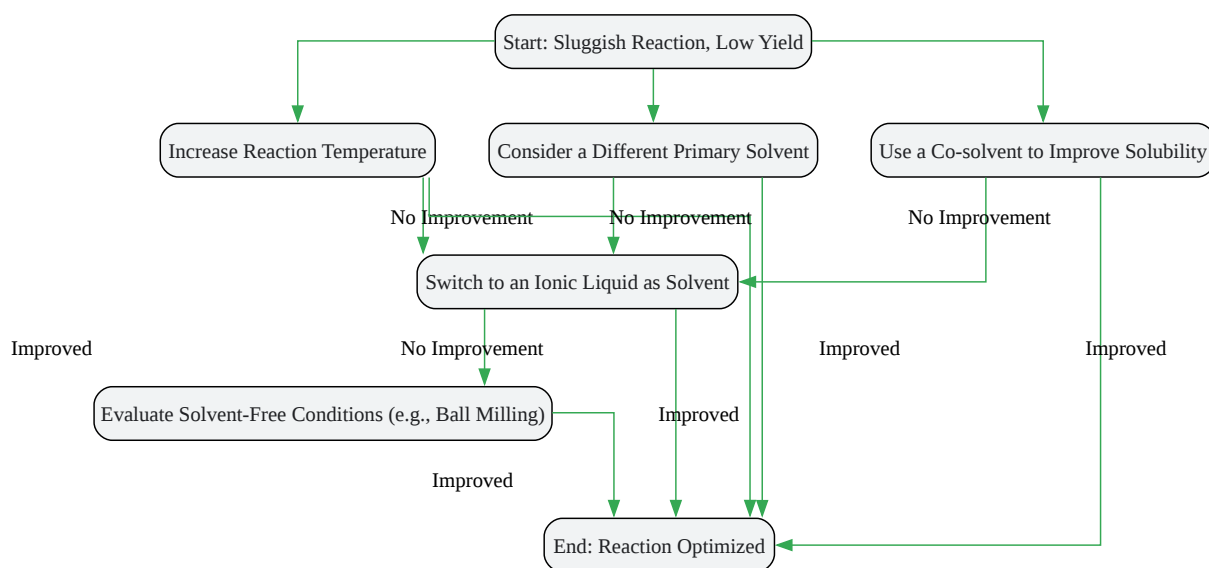 Start: Sluggish Reaction, Low Yield
Increase Reaction Temperature
Consider a Different Primary Solvent
Use a Co-solvent to Improve Solubility
No Improvement
No Improvement
No Improvement
Switch to an Ionic Liquid as Solvent
Improved
No Improvement
Improved
Improved
Evaluate Solvent-Free Conditions (e.g., Ball Milling)
Improved
Improved
End: Reaction Optimized